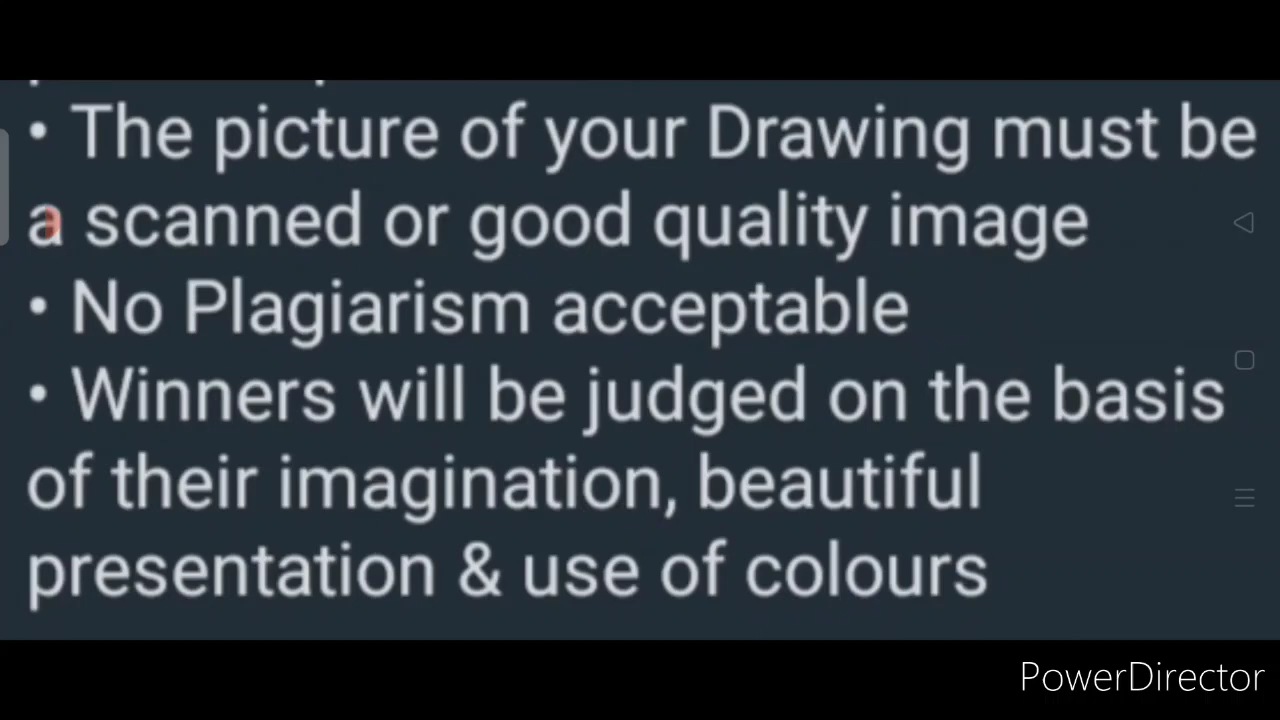 • The picture of your Drawing must be
a scanned or good quality image
• No Plagiarism acceptable
• Winners will be judged on the basis
of their imagination, beautiful
presentation & use of colours
PowerDirector